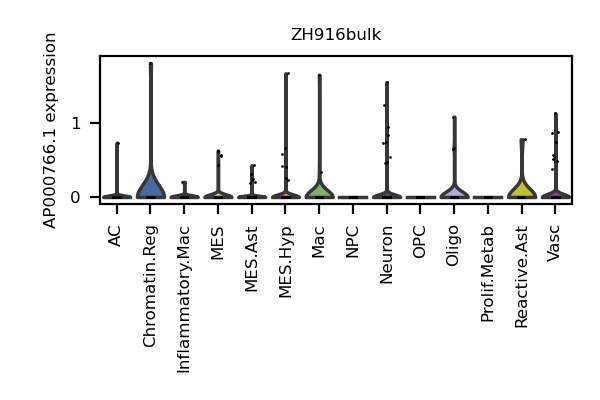 ZH916bulk
AP000766.1 expression
1
0
AC
Chromatin.Reg
Inflammatory.Mac
MES
MES.Ast
MES.Hyp
Mac
NPC
Neuron
OPC
Oligo
Prolif.Metab
Reactive.Ast
Vasc